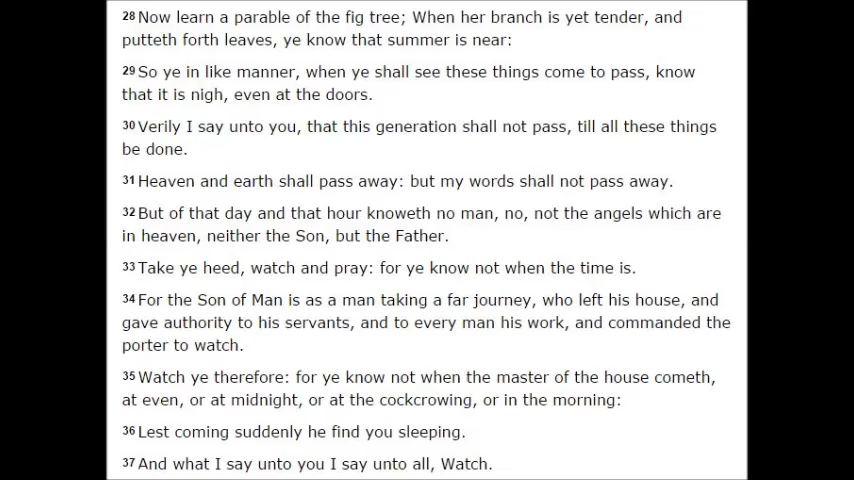 28 Now learn a parable of the fig tree; When her branch is yet tender, and
putteth forth leaves, ye know that summer is near:
29 So ye in like manner, when ye shall see these things come to pass, know
that it is nigh, even at the doors.
30 Verily I say unto you, that this generation shall not pass, till all these things
be done.
31 Heaven and earth shall pass away: but my words shall not pass away.
32 But of that day and that hour knoweth no man, no, not the angels which are
in heaven, neither the Son, but the Father.
33 Take ye heed, watch and pray: for ye know not when the time is.
34 For the Son of Man is as a man taking a far journey, who left his house, and
gave authority to his servants, and to every man his work, and commanded the
porter to watch.
35 Watch ye therefore: for ye know not when the master of the house cometh,
at even, or at midnight, or at the cockcrowing, or in the morning:
36 Lest coming suddenly he find you sleeping.
37 And what I say unto you I say unto all, Watch.